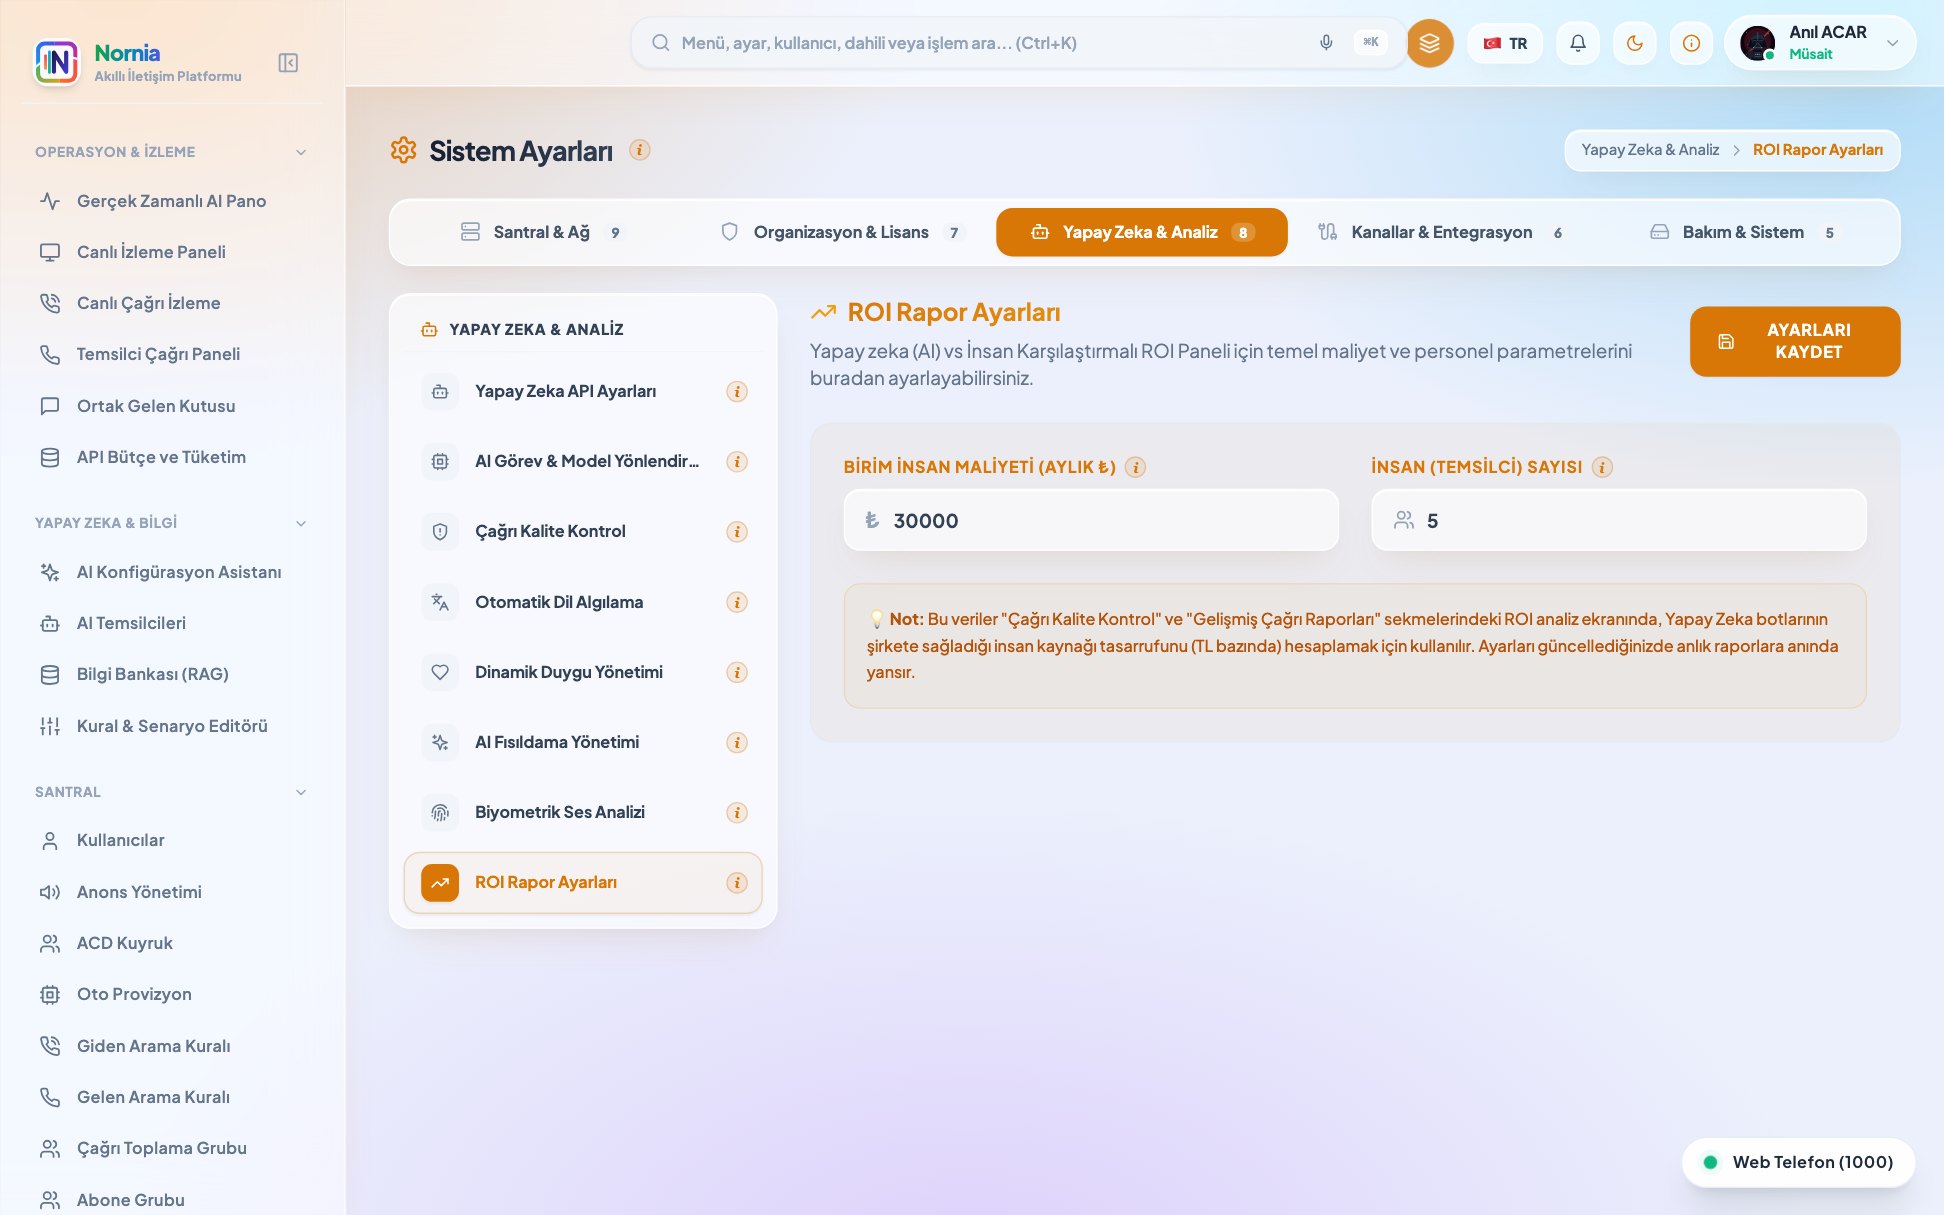 Nornia
Akıllı İletişim Platformu
Menü, ayar, kullanıcı, dahili veya işlem ara... (Ctrl+K)
⌘K
TR
Anıl ACAR
Müsait
OPERASYON & İZLEME
Gerçek Zamanlı AI Pano
Canlı İzleme Paneli
Canlı Çağrı İzleme
Temsilci Çağrı Paneli
Ortak Gelen Kutusu
API Bütçe ve Tüketim
YAPAY ZEKA & BİLGİ
AI Konfigürasyon Asistanı
AI Temsilcileri
Bilgi Bankası (RAG)
Kural & Senaryo Editörü
SANTRAL
Kullanıcılar
Anons Yönetimi
ACD Kuyruk
Oto Provizyon
Giden Arama Kuralı
Gelen Arama Kuralı
Çağrı Toplama Grubu
Abone Grubu
Sistem Ayarları
Yapay Zeka & Analiz > ROI Rapor Ayarları
Santral & Ağ 9
Organizasyon & Lisans 7
Yapay Zeka & Analiz 8
Kanallar & Entegrasyon 6
Bakım & Sistem 5
YAPAY ZEKA & ANALİZ
Yapay Zeka API Ayarları
AI Görev & Model Yönlendir...
Çağrı Kalite Kontrol
Otomatik Dil Algılama
Dinamik Duygu Yönetimi
AI Fısıldama Yönetimi
Biyometrik Ses Analizi
ROI Rapor Ayarları
ROI Rapor Ayarları
Yapay zeka (AI) vs İnsan Karşılaştırmalı ROI Paneli için temel maliyet ve personel parametrelerini
buradan ayarlayabilirsiniz.
AYARLARI
KAYDET
BİRİM İNSAN MALİYETİ (AYLIK ₺)
₺ 30000
İNSAN (TEMSİLCİ) SAYISI
5
💡 Not: Bu veriler "Çağrı Kalite Kontrol" ve "Gelişmiş Çağrı Raporları" sekmelerindeki ROI analiz ekranında, Yapay Zeka botlarının
şirkete sağladığı insan kaynağı tasarrufunu (TL bazında) hesaplamak için kullanılır. Ayarları güncellediğinizde anlık raporlara anında
yansır.
Web Telefon (1000)